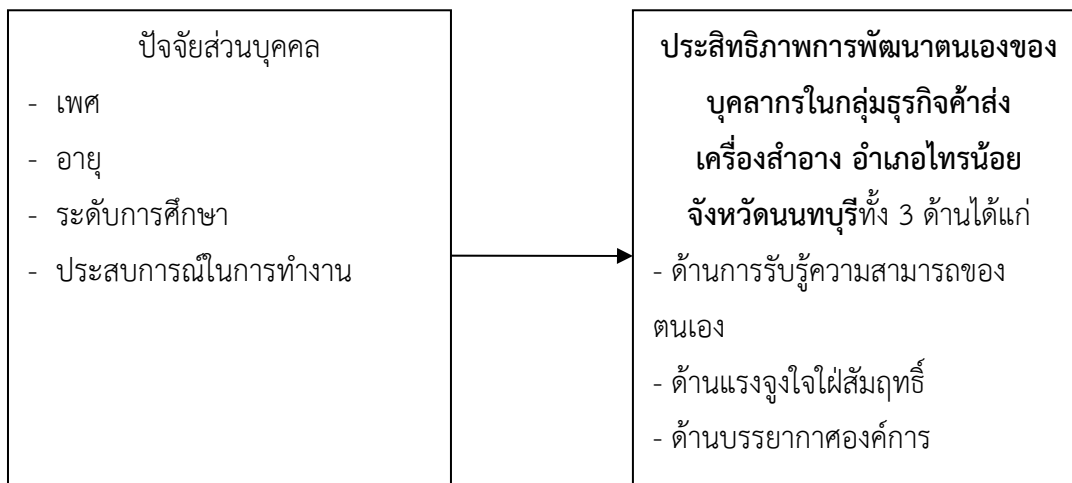 ปัจจัยส่วนบุคคล
- เพศ
- อายุ
- ระดับการศึกษา
- ประสบการณ์ในการทำงาน
ประสิทธิภาพการพัฒนาตนเองของ
บุคลากรในกลุ่มธุรกิจค้าส่ง
เครื่องสำอาง อำเภอไทรน้อย
จังหวัดนนทบุรีทั้ง 3 ด้านได้แก่
- ด้านการรับรู้ความสามารถของ
ตนเอง
- ด้านแรงจูงใจใฝ่สัมฤทธิ์
- ด้านบรรยากาศองค์การ